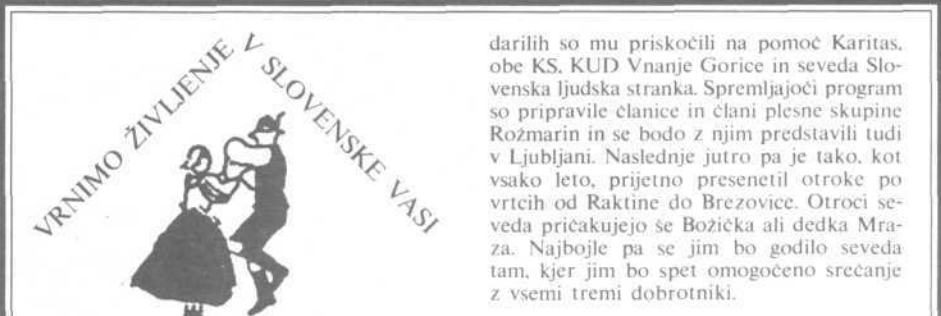 VRNIMO ŽIVLJENJE V SLOVENSKE VASI
darilih so mu priskočili na pomoč Karitas,
obe KS, KUD Vnanje Gorice in seveda Slo-
venska ljudska stranka. Spremljajoči program
so pripravile članice in člani plesne skupine
Rožmarin in se bodo z njim predstavili tudi
v Ljubljani. Naslednje jutro pa je tako, kot
vsako leto, prijetno presenetil otroke po
vrtcih od Raktine do Brezovice. Otroci se-
veda pričakujejo še Božička ali dedka Mra-
za. Najbojle pa se jim bo godilo seveda
tam, kjer jim bo spet omogočeno srečanje
z vsemi tremi dobrotniki.